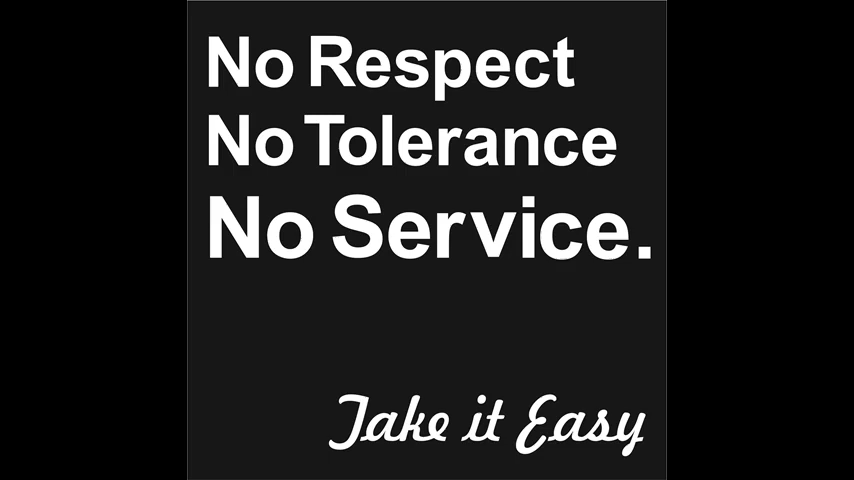 No Respect
No Tolerance
No Service.
Take it Easy